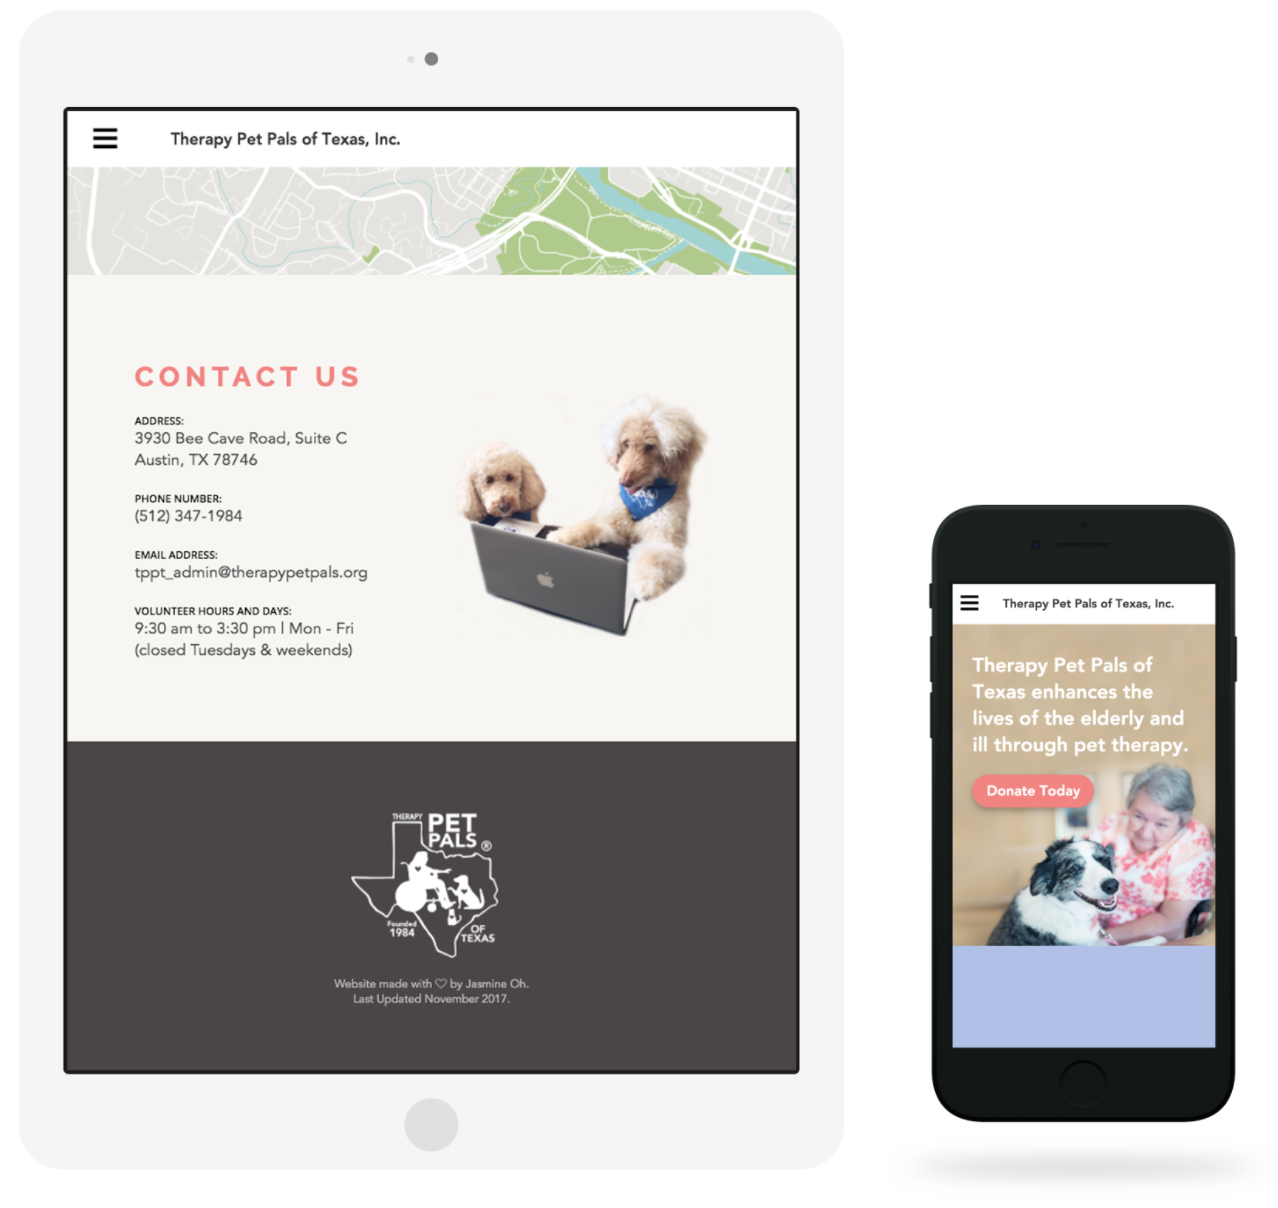 Therapy Pet Pals of Texas, Inc.
CONTACT US
ADDRESS:
3930 Bee Cave Road, Suite C
Austin, TX 78746
PHONE NUMBER:
(512) 347-1984
EMAIL ADDRESS:
tppt_admin@therapypetpals.org
VOLUNTEER HOURS AND DAYS:
9:30 am to 3:30 pm | Mon - Fri
(closed Tuesdays & weekends)
THERAPY PET
PALS ®
Founded
1984
OF
TEXAS
Website made with ♡ by Jasmine Oh.
Last Updated November 2017.
Therapy Pet Pals of Texas, Inc.
Therapy Pet Pals of
Texas enhances the
lives of the elderly and
ill through pet therapy.
Donate Today